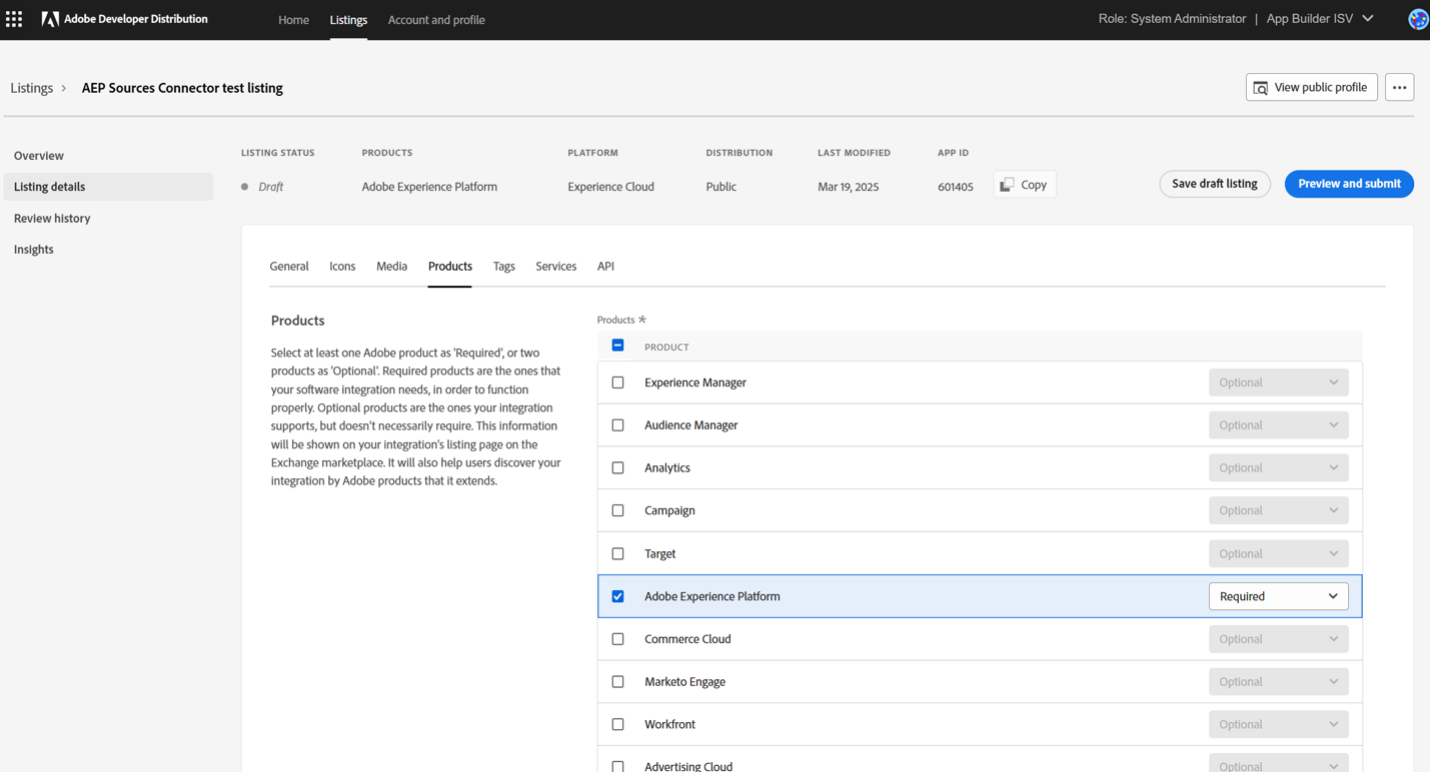 Adobe Developer Distribution
Home Listings Account and profile
Role: System Administrator | App Builder ISV
Listings > AEP Sources Connector test listing
View public profile
Overview
Listing details
Review history
Insights
LISTING STATUS PRODUCTS PLATFORM DISTRIBUTION LAST MODIFIED APP ID
Draft Adobe Experience Platform Experience Cloud Public Mar 19, 2025 601405 Copy
Save draft listing Preview and submit
General Icons Media Products Tags Services API
Products
Select at least one Adobe product as 'Required', or two
products as 'Optional'. Required products are the ones that
your software integration needs, in order to function
properly. Optional products are the ones your integration
supports, but doesn't necessarily require. This information
will be shown on your integration's listing page on the
Exchange marketplace. It will also help users discover your
integration by Adobe products that it extends.
Products *
PRODUCT
Experience Manager Optional
Audience Manager Optional
Analytics Optional
Campaign Optional
Target Optional
Adobe Experience Platform Required
Commerce Cloud Optional
Marketo Engage Optional
Workfront Optional
Advertising Cloud Optional